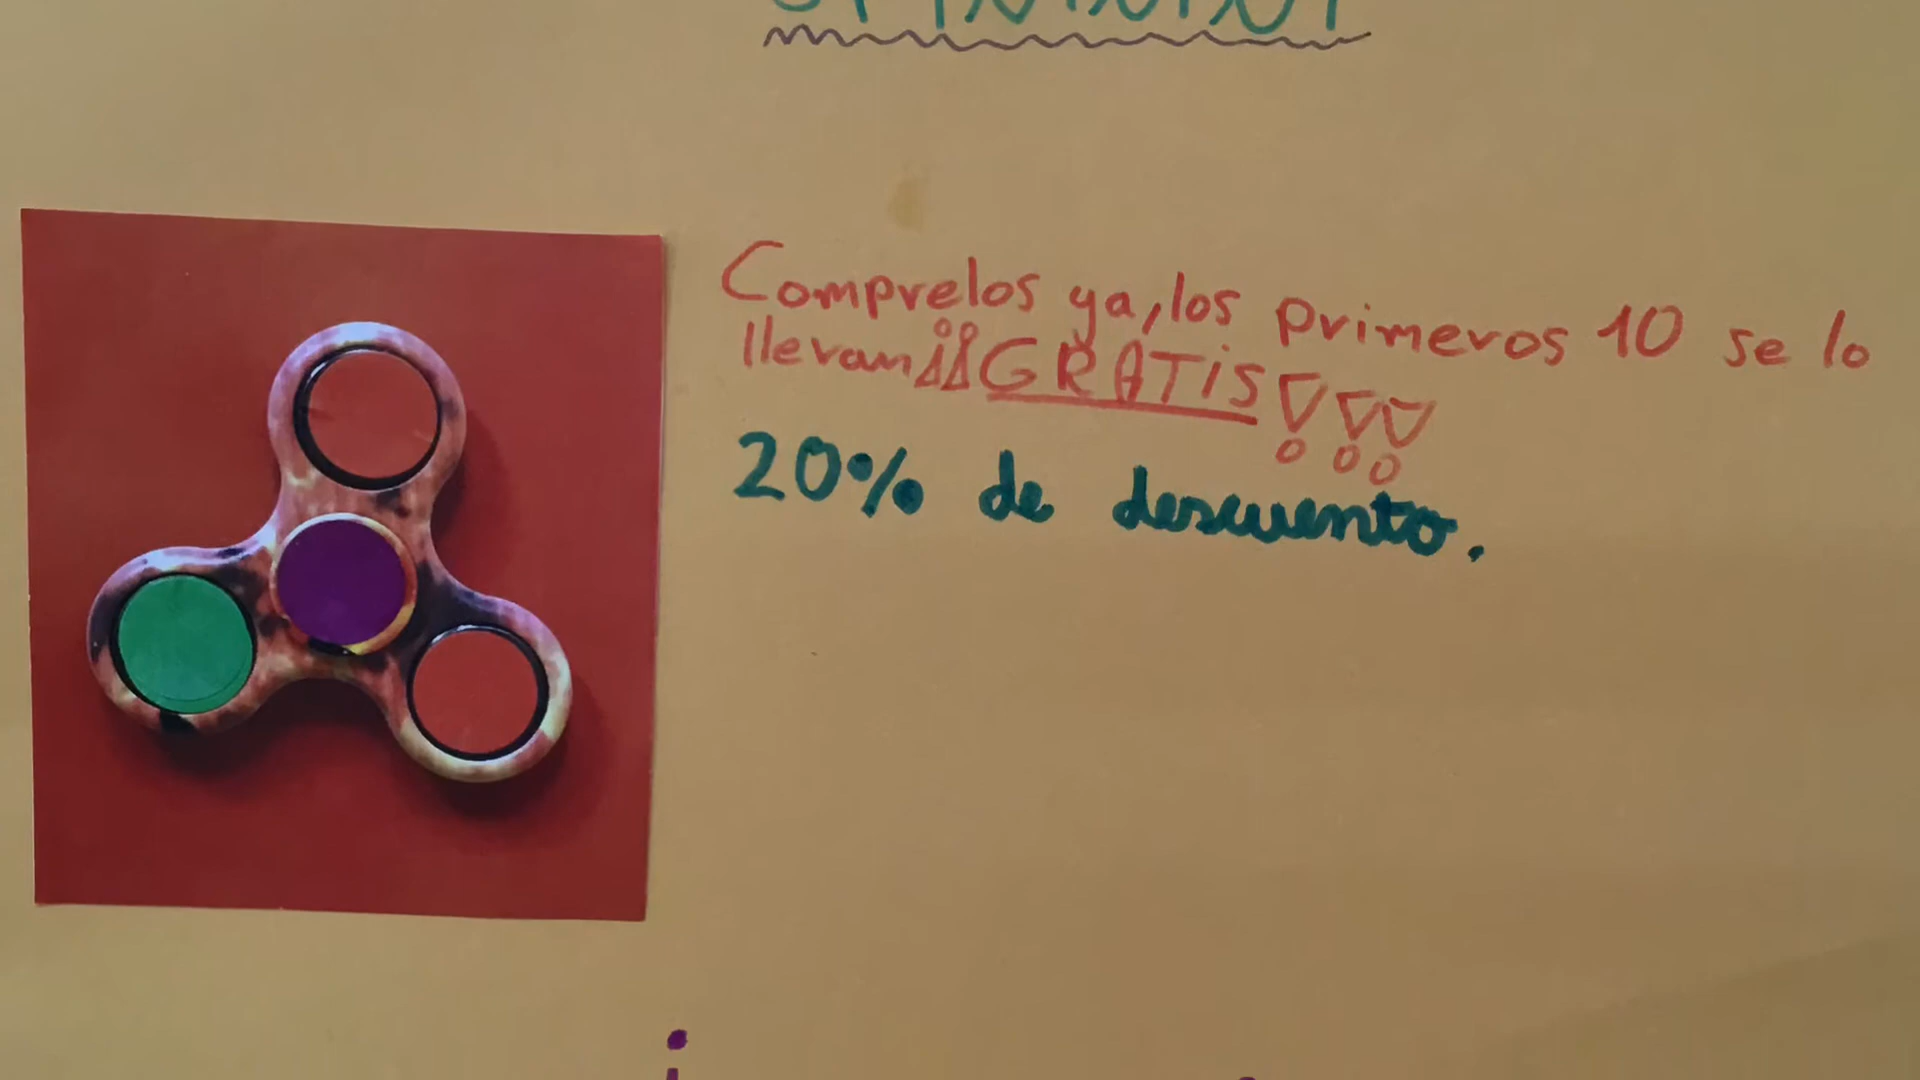 Comprelos ya, los primeros 10 se lo
llevan ¡¡GRATIS!!!
20% de descuento.